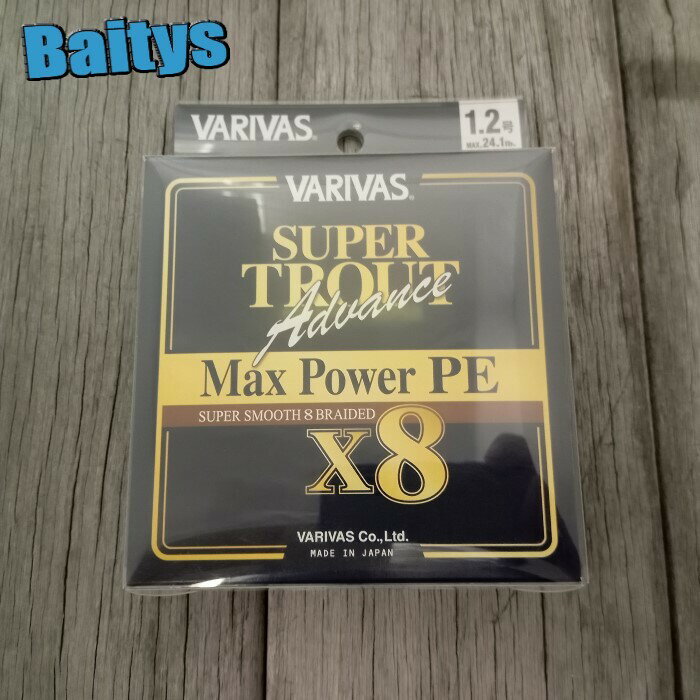 Baitys
VARIVAS®
1.2号
MAX.24.1lb.
VARIVAS®
SUPER
TROUT
Advance
Max Power PE
SUPER SMOOTH 8 BRAIDED
X8
VARIVAS Co.,Ltd.
MADE IN JAPAN